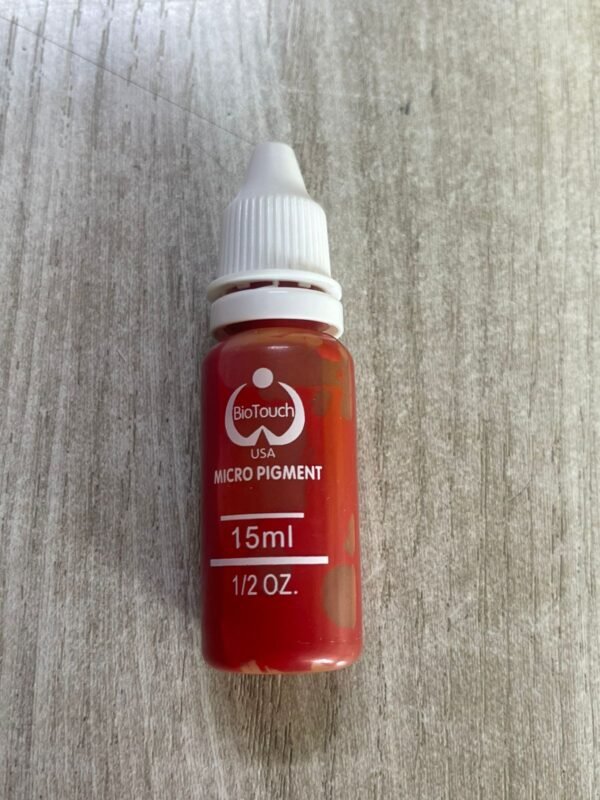 BioTouch
USA
MICRO PIGMENT
15ml
1/2 OZ.